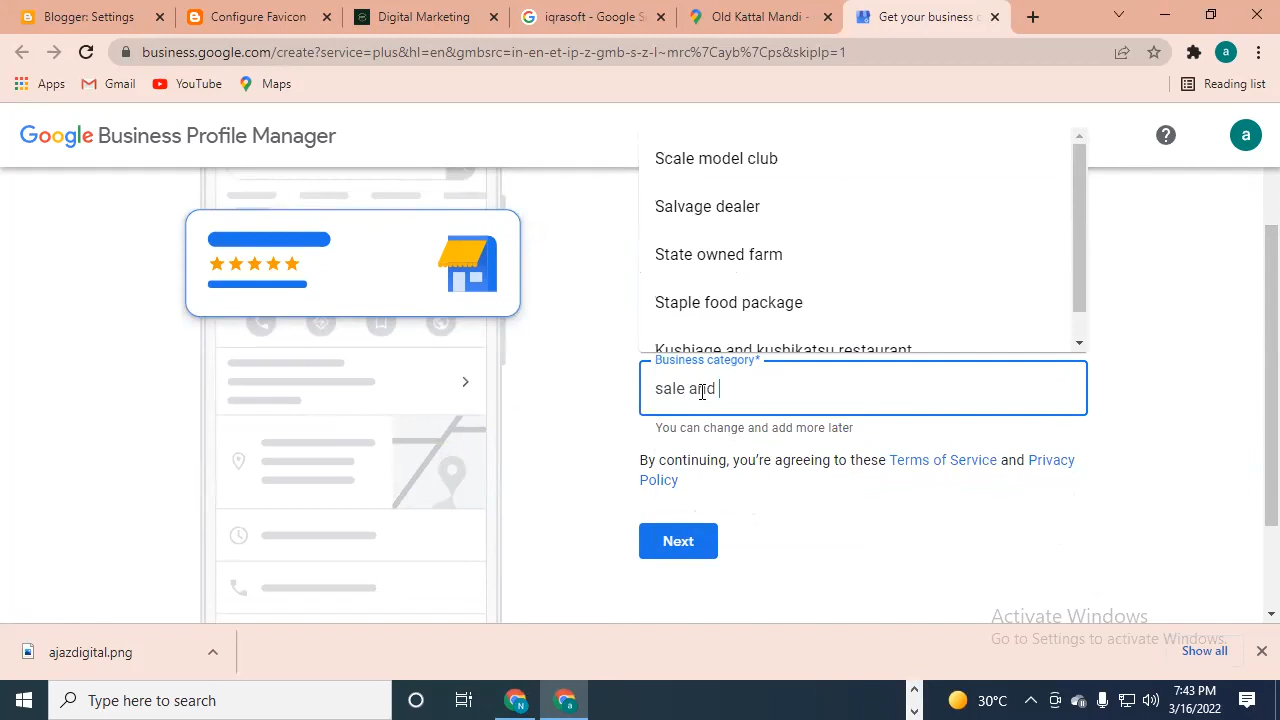 Blogger: Settings
Configure Favicon
Digital Marketing
iqrasoft - Google S
Old Kattal Mandi -
Get your business c
business.google.com/create?service=plus&hl=en&gmbsrc=in-en-et-ip-z-gmb-s-z-l~mrc%7Cayb%7Cps&skiplp=1
a
Apps
Gmail
YouTube
Maps
Reading list
Google Business Profile Manager
a
Scale model club
Salvage dealer
State owned farm
Staple food package
Kushiage and kushikatsu restaurant
Business category*
sale and
You can change and add more later
By continuing, you're agreeing to these Terms of Service and Privacy
Policy
Next
Activate Windows
Go to Settings to activate Windows.
ajazdigital.png
Show all
Type here to search
N
a
30°C
7:43 PM
3/16/2022